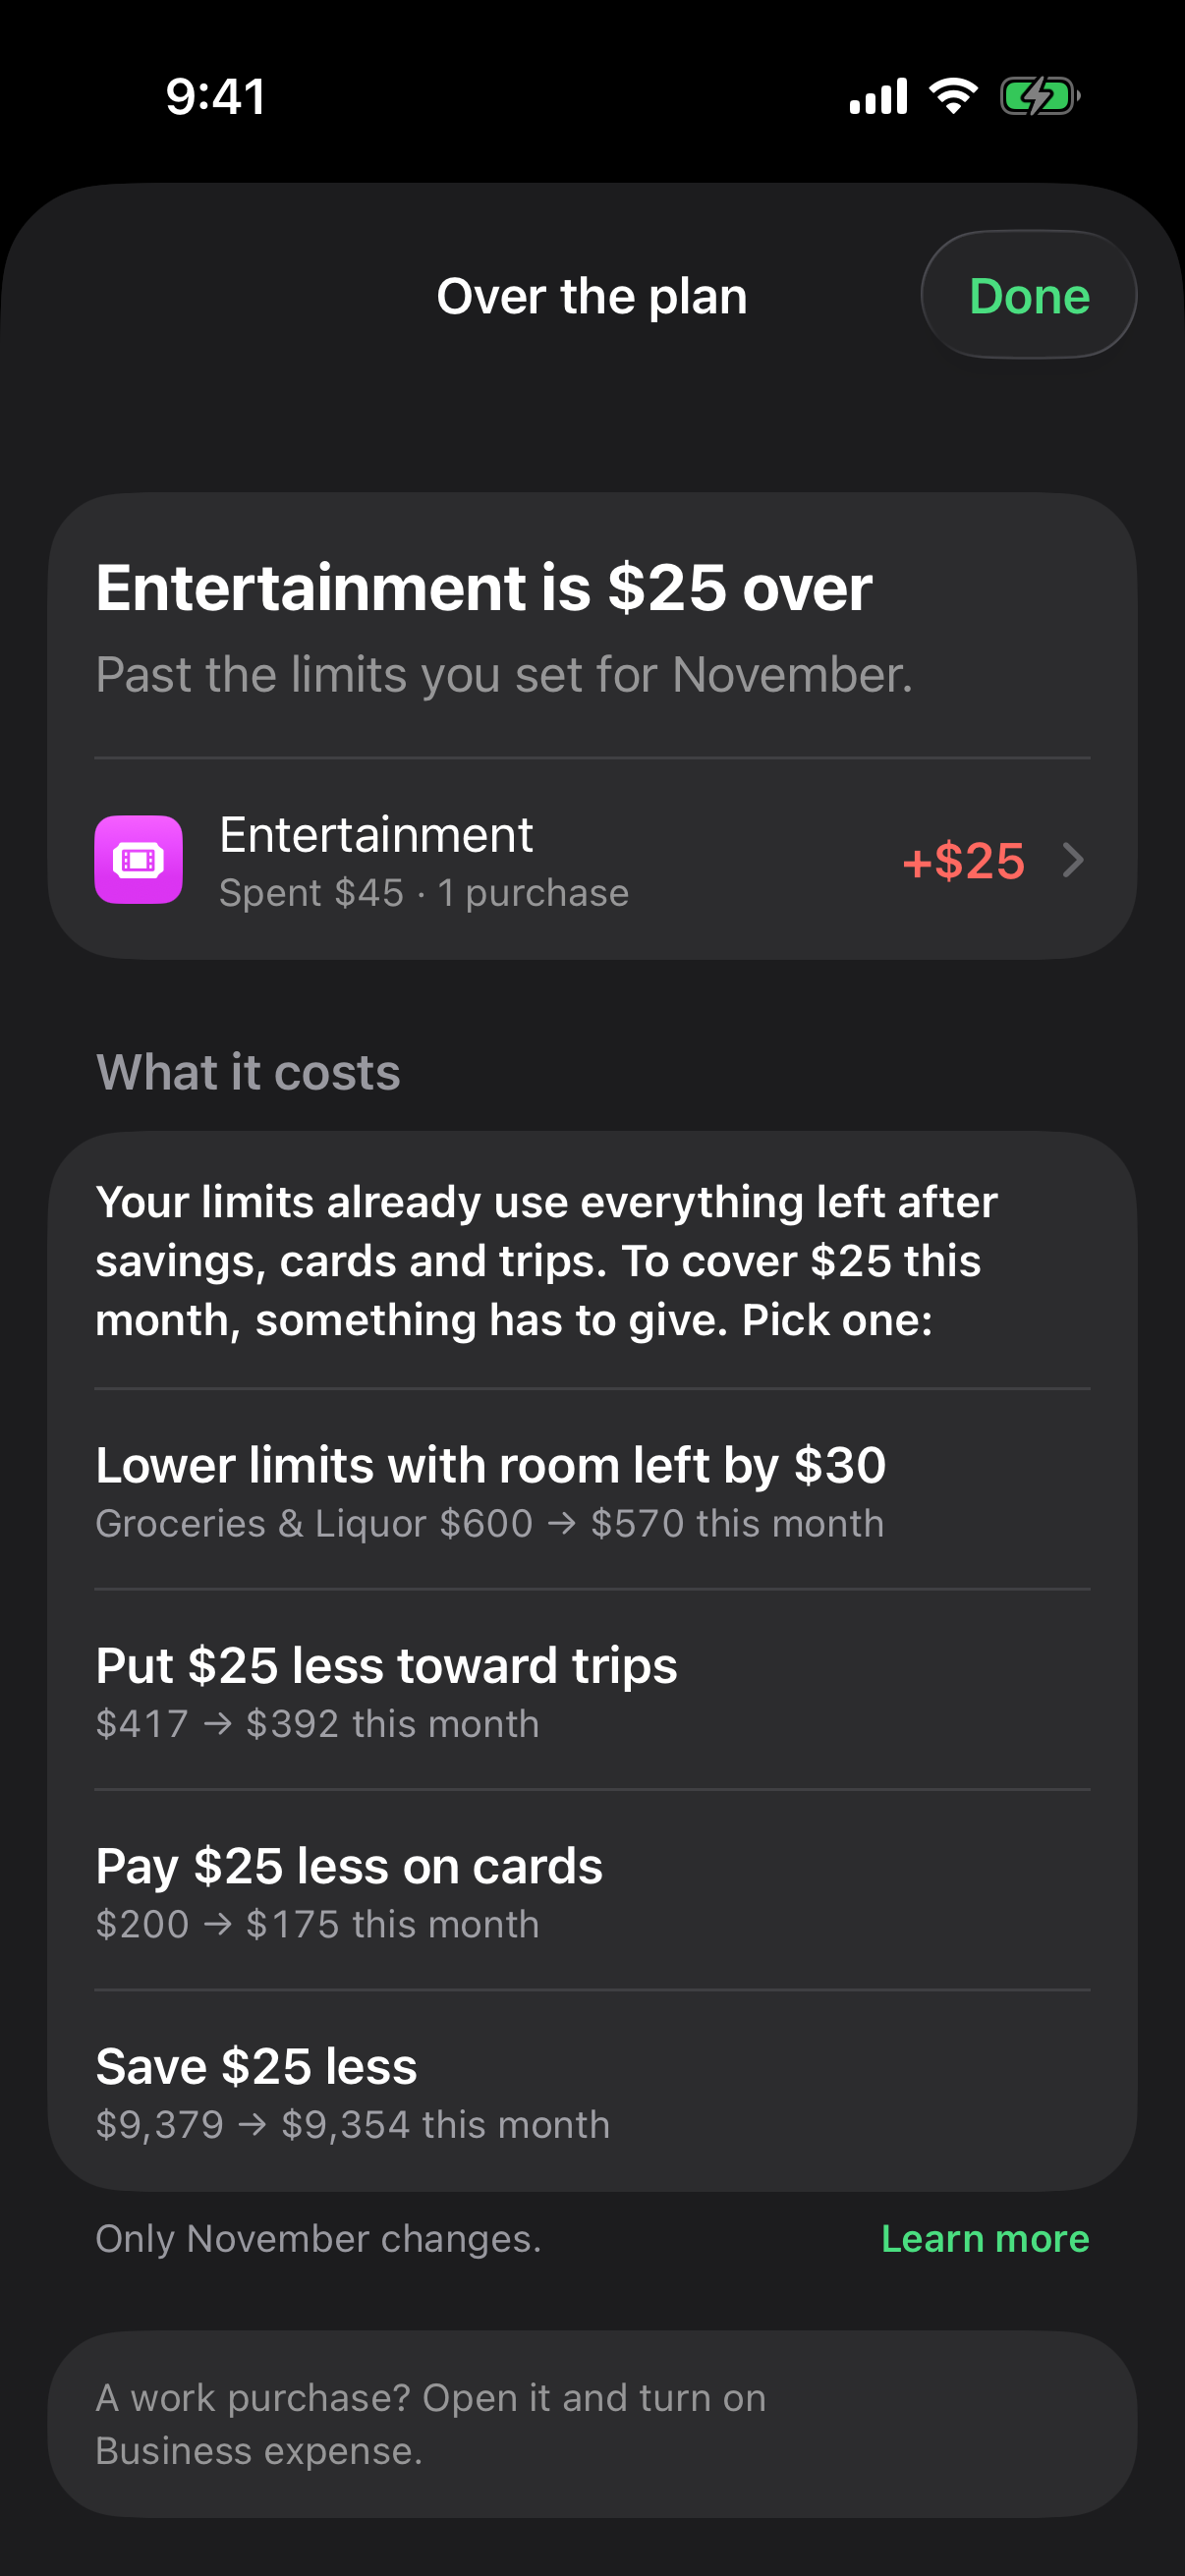 9:41
Over the plan
Done
Entertainment is $25 over
Past the limits you set for November.
Entertainment
Spent $45 · 1 purchase
+$25
What it costs
Your limits already use everything left after
savings, cards and trips. To cover $25 this
month, something has to give. Pick one:
Lower limits with room left by $30
Groceries & Liquor $600 → $570 this month
Put $25 less toward trips
$417 → $392 this month
Pay $25 less on cards
$200 → $175 this month
Save $25 less
$9,379 → $9,354 this month
Only November changes.
Learn more
A work purchase? Open it and turn on
Business expense.